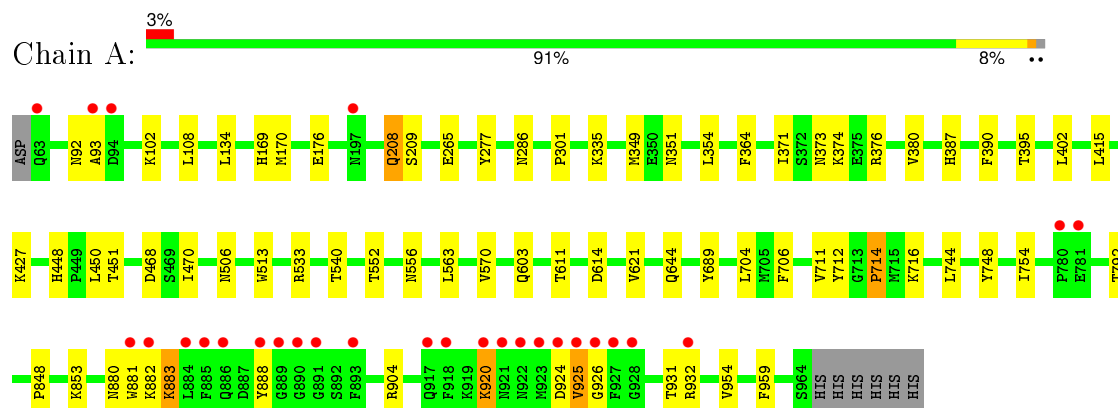 3%
Chain A:
91% 8% ••
ASP Q63 N92 A93 D94 K102 L108 L134 H169 M170 E176 N197 Q208 S209 E265 Y277 N286 P301 K335 M349 E350 N351 L354 F364 I371 S372 N373 K374 E375 R376 V380 H387 F390 T395 L402 L415
K427 H448 P449 L450 T451 D468 S469 I470 N506 W513 R533 T540 T552 N556 L563 V570 Q603 T611 D614 V621 Q644 Y689 L704 M705 F706 V711 Y712 G713 P714 M715 K716 L744 Y748 I754 P780 E781
P848 K853 N880 W881 K882 K883 L884 F885 Q886 D887 Y888 G889 G890 G891 S892 F893 R904 Q917 F918 K919 K920 N921 N922 M923 D924 V925 G926 F927 G928 T931 R932 V954 F959 S964 HIS HIS HIS HIS HIS HIS